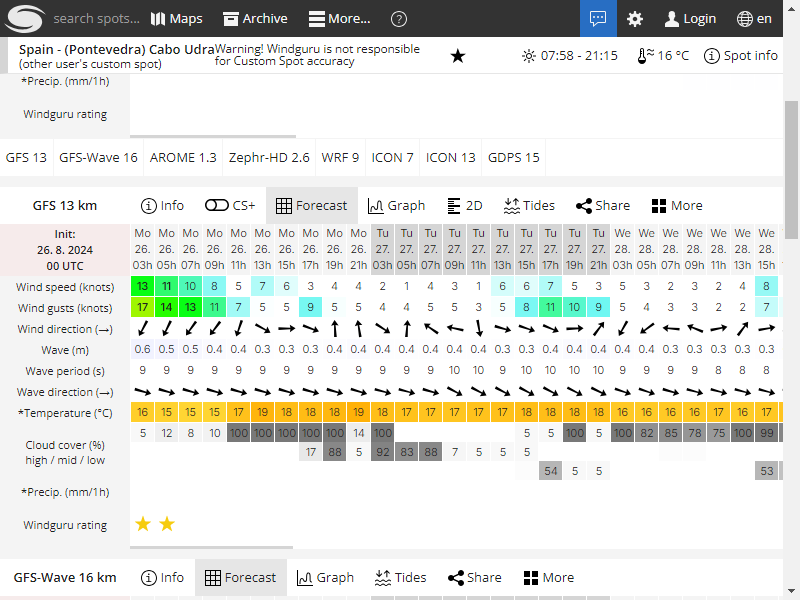 search spots... Maps Archive More... ? Login en
Spain - (Pontevedra) Cabo Udra
(other user's custom spot)
Warning! Windguru is not responsible
for Custom Spot accuracy
07:58 - 21:15 16 °C Spot info
*Precip. (mm/1h)
Windguru rating
GFS 13 GFS-Wave 16 AROME 1.3 Zephr-HD 2.6 WRF 9 ICON 7 ICON 13 GDPS 15
GFS 13 km Info CS+ Forecast Graph 2D Tides Share More
Init:
26. 8. 2024
00 UTC
Mo Mo Mo Mo Mo Mo Mo Mo Mo Mo Tu Tu Tu Tu Tu Tu Tu Tu Tu Tu We We We We We We We
26. 26. 26. 26. 26. 26. 26. 26. 26. 26. 27. 27. 27. 27. 27. 27. 27. 27. 27. 27. 28. 28. 28. 28. 28. 28. 28.
03h 05h 07h 09h 11h 13h 15h 17h 19h 21h 03h 05h 07h 09h 11h 13h 15h 17h 19h 21h 03h 05h 07h 09h 11h 13h 15h
Wind speed (knots) 13 11 10 8 5 7 6 3 4 4 2 1 4 3 1 6 6 7 5 3 5 3 2 3 2 4 8
Wind gusts (knots) 17 14 13 11 7 5 5 9 5 5 4 4 5 5 3 5 8 11 10 9 5 4 3 3 2 2 7
Wind direction (→)
Wave (m) 0.6 0.5 0.5 0.4 0.4 0.3 0.3 0.3 0.4 0.4 0.4 0.4 0.4 0.4 0.4 0.3 0.3 0.4 0.4 0.4 0.3 0.3 0.3 0.3 0.3 0.3 0.3
Wave period (s) 9 9 9 9 9 9 9 9 9 9 9 9 9 10 10 9 10 10 10 10 9 9 9 9 8 8 8
Wave direction (→)
*Temperature (°C) 16 15 15 15 17 19 18 18 18 19 18 17 17 17 17 17 18 18 18 18 16 16 16 16 17 16 17
Cloud cover (%)
high / mid / low
5 12 8 10 100 100 100 100 100 14 100 5 5 100 5 100 82 85 78 75 100 99
17 88 5 92 83 88 7 5 5 5
54 5 5 53
*Precip. (mm/1h)
Windguru rating
GFS-Wave 16 km Info Forecast Graph Tides Share More